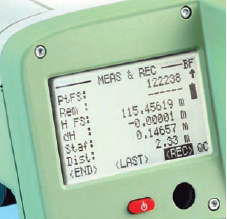 MEAS & REC BF
PtFS: 122238
Rem : ------
H FS: 115.45619 m
dH : -0.00001 m
Staf: 0.14657 m
Dist: 2.33 m
<END> <LAST> <REC>